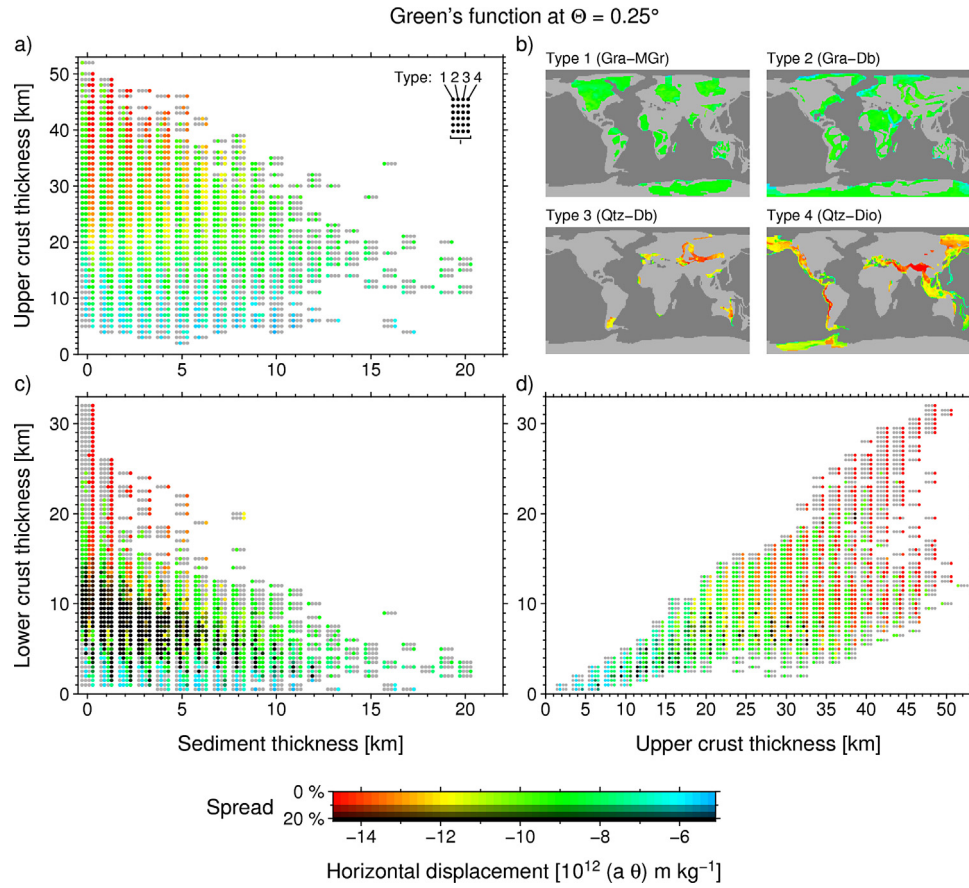 Green's function at Θ = 0.25°
a)
Upper crust thickness [km]
50
40
30
20
10
0
0 5 10 15 20
Type: 1 2 3 4
b)
Type 1 (Gra−MGr)
Type 2 (Gra−Db)
Type 3 (Qtz−Db)
Type 4 (Qtz−Dio)
c)
Lower crust thickness [km]
30
20
10
0
0 5 10 15 20
Sediment thickness [km]
d)
30
20
10
0
0 5 10 15 20 25 30 35 40 45 50
Upper crust thickness [km]
Spread
0 %
20 %
−14 −12 −10 −8 −6
Horizontal displacement [10¹² (a θ) m kg⁻¹]